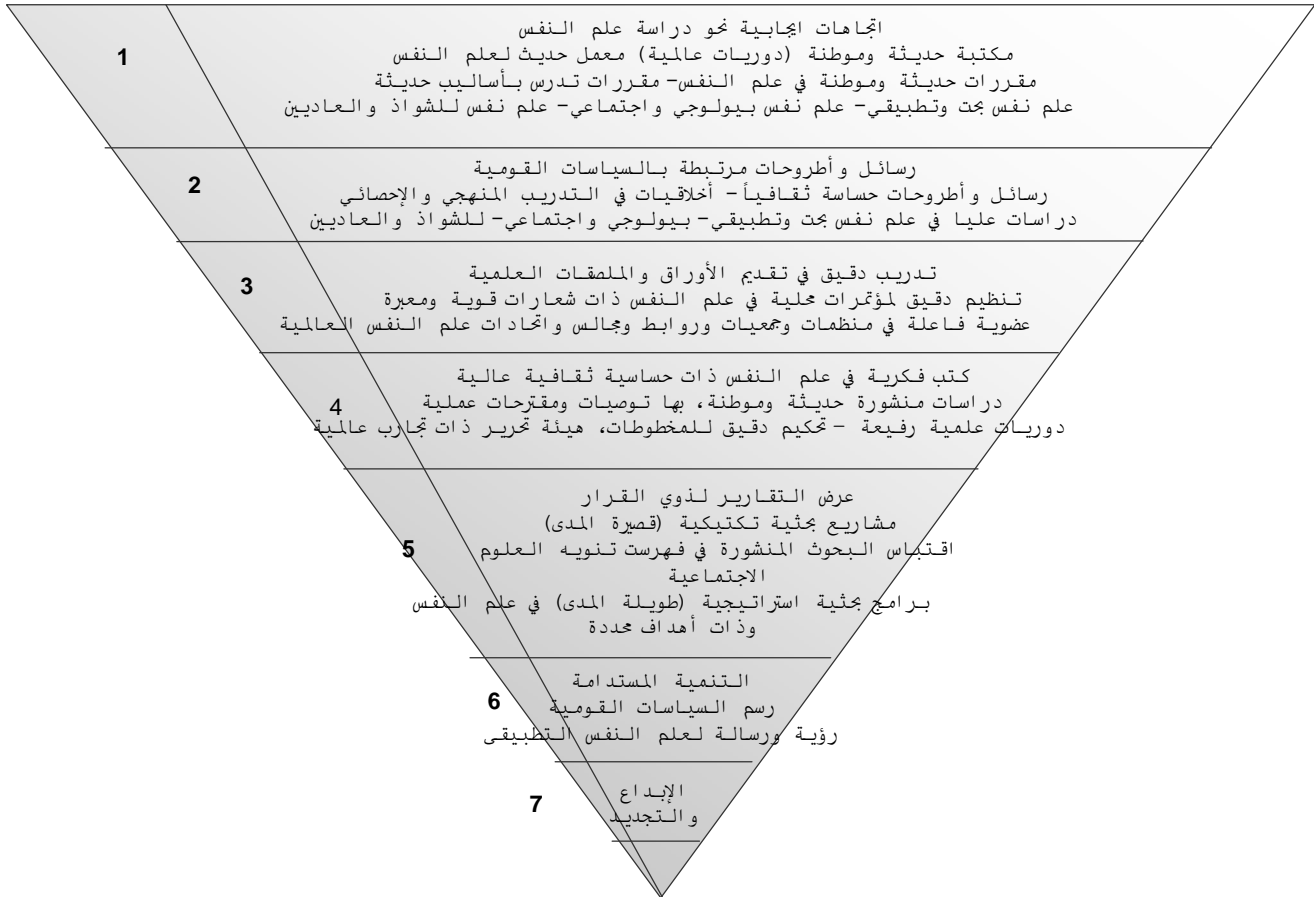 1
اتجاهات ايجابية نحو دراسة علم النفس
مكتبة حديثة وموطنة (دوريات عالمية) معمل حديث لعلم النفس
مقررات حديثة وموطنة في علم النفس- مقررات تدرس بأساليب حديثة
علم نفس بحت وتطبيقي- علم نفس بيولوجي واجتماعي- علم نفس للشواذ والعاديين
2
رسائل وأطروحات مرتبطة بالسياسات القومية
رسائل وأطروحات حساسة ثقافياً- أخلاقيات في التدريب المنهجي والإحصائي
دراسات عليا في علم نفس بحت وتطبيقي- بيولوجي واجتماعي- للشواذ والعاديين
3
تدريب دقيق في تقديم الأوراق والملصقات العلمية
تنظيم دقيق لمؤتمرات محلية في علم النفس ذات شعارات قوية ومعبرة
عضوية فاعلة في منظمات وجمعيات وروابط ومجالس واتحادات علم النفس العالمية
4
كتب فكرية في علم النفس ذات حساسية ثقافية عالية
دراسات منشورة حديثة وموطنة، بها توصيات ومقترحات عملية
دوريات علمية رفيعة - تحكيم دقيق للمخطوطات، هيئة تحرير ذات تجارب عالمية
5
عرض التقارير لذوي القرار
مشاريع بحثية تكتيكية (قصيرة المدى)
اقتباس البحوث المنشورة في فهرست تنويه العلوم
الاجتماعية
برامج بحثية استراتيجية (طويلة المدى) في علم النفس
وذات أهداف محددة
6
التنمية المستدامة
رسم السياسات القومية
رؤية ورسالة لعلم النفس التطبيقى
7
الإبداع
والتجديد